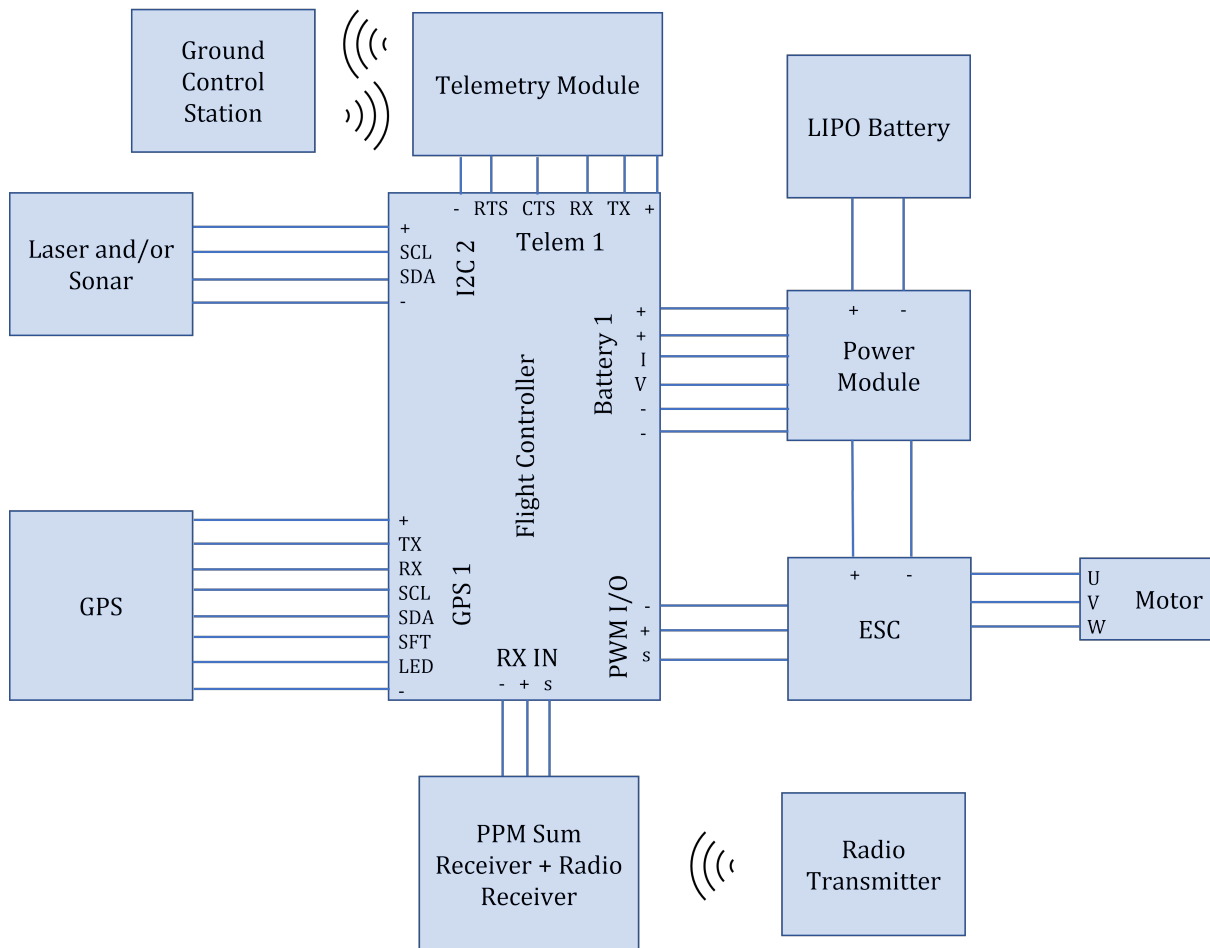 Ground
Control
Station
Telemetry Module
LIPO Battery
Laser and/or
Sonar
- RTS CTS RX TX +
Telem 1
+
SCL
SDA
-
I2C 2
Battery 1
+
+
I
V
-
-
+ -
Power
Module
Flight Controller
GPS
+
TX
RX
SCL
SDA
SFT
LED
-
GPS 1
PWM I/O
-
+
s
+ -
ESC
U
V
W
Motor
RX IN
- + s
PPM Sum
Receiver + Radio
Receiver
Radio
Transmitter